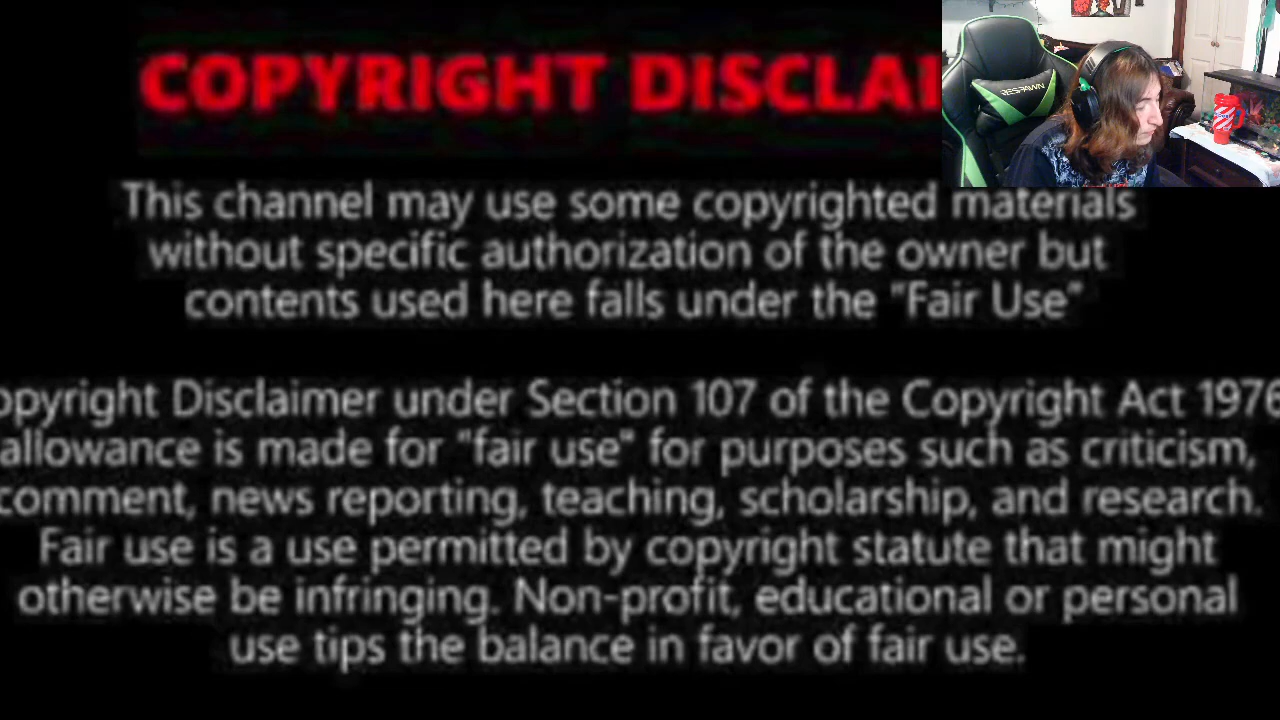 COPYRIGHT DISCLAI
RESPAWN
This channel may use some copyrighted materials
without specific authorization of the owner but
contents used here falls under the "Fair Use"
opyright Disclaimer under Section 107 of the Copyright Act 1976
allowance is made for "fair use" for purposes such as criticism,
comment, news reporting, teaching, scholarship, and research.
Fair use is a use permitted by copyright statute that might
otherwise be infringing. Non-profit, educational or personal
use tips the balance in favor of fair use.